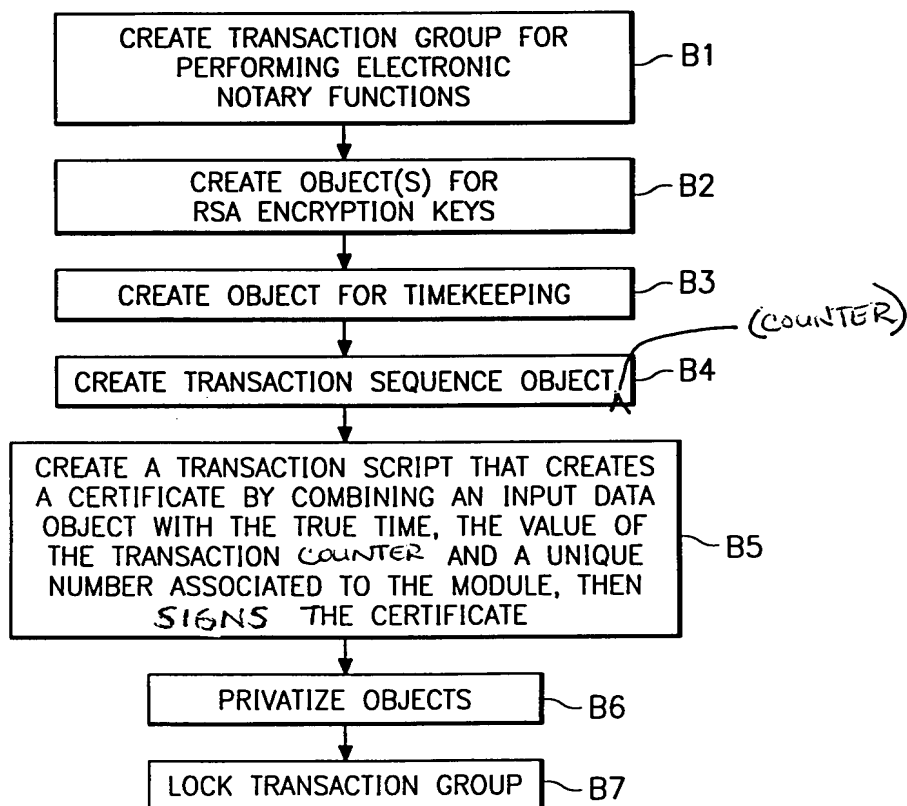 CREATE TRANSACTION GROUP FOR
PERFORMING ELECTRONIC
NOTARY FUNCTIONS
B1
CREATE OBJECT(S) FOR
RSA ENCRYPTION KEYS
B2
CREATE OBJECT FOR TIMEKEEPING
B3
(COUNTER)
CREATE TRANSACTION SEQUENCE OBJECT
B4
CREATE A TRANSACTION SCRIPT THAT CREATES
A CERTIFICATE BY COMBINING AN INPUT DATA
OBJECT WITH THE TRUE TIME, THE VALUE OF
THE TRANSACTION COUNTER AND A UNIQUE
NUMBER ASSOCIATED TO THE MODULE, THEN
SIGNS THE CERTIFICATE
B5
PRIVATIZE OBJECTS
B6
LOCK TRANSACTION GROUP
B7